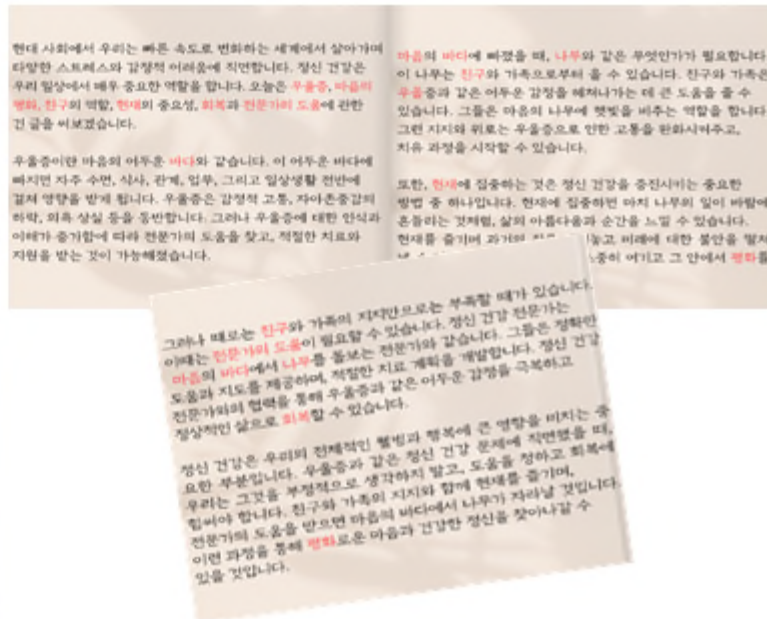 현대 사회에서 우리는 빠른 속도로 변화하는 세계에서 살아가며
다양한 스트레스와 감정적 어려움에 직면합니다. 정신 건강은
우리 일상에서 매우 중요한 역할을 합니다. 오늘은 우울증, 마음의
평화, 친구의 역할, 현재의 중요성, 회복과 전문가의 도움에 관한
긴 글을 써보겠습니다.
우울증이란 마음의 어두운 바다와 같습니다. 이 어두운 바다에
빠지면 자주 수면, 식사, 관계, 업무, 그리고 일상생활 전반에
걸쳐 영향을 받게 됩니다. 우울증은 감정적 고통, 자아존중감의
하락, 의욕 상실 등을 동반합니다. 그러나 우울증에 대한 인식과
이해가 증가함에 따라 전문가의 도움을 찾고, 적절한 치료와
지원을 받는 것이 가능해졌습니다.
마음의 바다에 빠졌을 때, 나무와 같은 무엇인가가 필요합니다
이 나무는 친구와 가족으로부터 올 수 있습니다. 친구와 가족은
우울증과 같은 어두운 감정을 헤쳐나가는 데 큰 도움을 줄 수
있습니다. 그들은 마음의 나무에 햇빛을 비추는 역할을 합니다
그런 지지와 위로는 우울증으로 인한 고통을 완화시켜주고,
치유 과정을 시작할 수 있습니다.
또한, 현재에 집중하는 것은 정신 건강을 증진시키는 중요한
방법 중 하나입니다. 현재에 집중하면 마치 나무의 잎이 바람에
흔들리는 것처럼, 삶의 아름다움과 순간을 느낄 수 있습니다.
현재를 즐기며 과거의 내려놓고 미래에 대한 불안을 떨쳐
소중히 여기고 그 안에서 평화를
그러나 때로는 친구와 가족의 지지만으로는 부족할 때가 있습니다.
이때는 전문가의 도움이 필요할 수 있습니다. 정신 건강 전문가는
마음의 바다에서 나무를 돌보는 전문가와 같습니다. 그들은 정확한
도움과 지도를 제공하며, 적절한 치료 계획을 개발합니다. 정신 건강
전문가와의 협력을 통해 우울증과 같은 어두운 감정을 극복하고
정상적인 삶으로 회복할 수 있습니다.
정신 건강은 우리의 전체적인 웰빙과 행복에 큰 영향을 미치는 중
요한 부분입니다. 우울증과 같은 정신 건강 문제에 직면했을 때,
우리는 그것을 부정적으로 생각하지 말고, 도움을 청하고 회복에
힘써야 합니다. 친구와 가족의 지지와 함께 현재를 즐기며,
전문가의 도움을 받으면 마음의 바다에서 나무가 자라날 것입니다.
이런 과정을 통해 평화로운 마음과 건강한 정신을 찾아나갈 수
있을 것입니다.